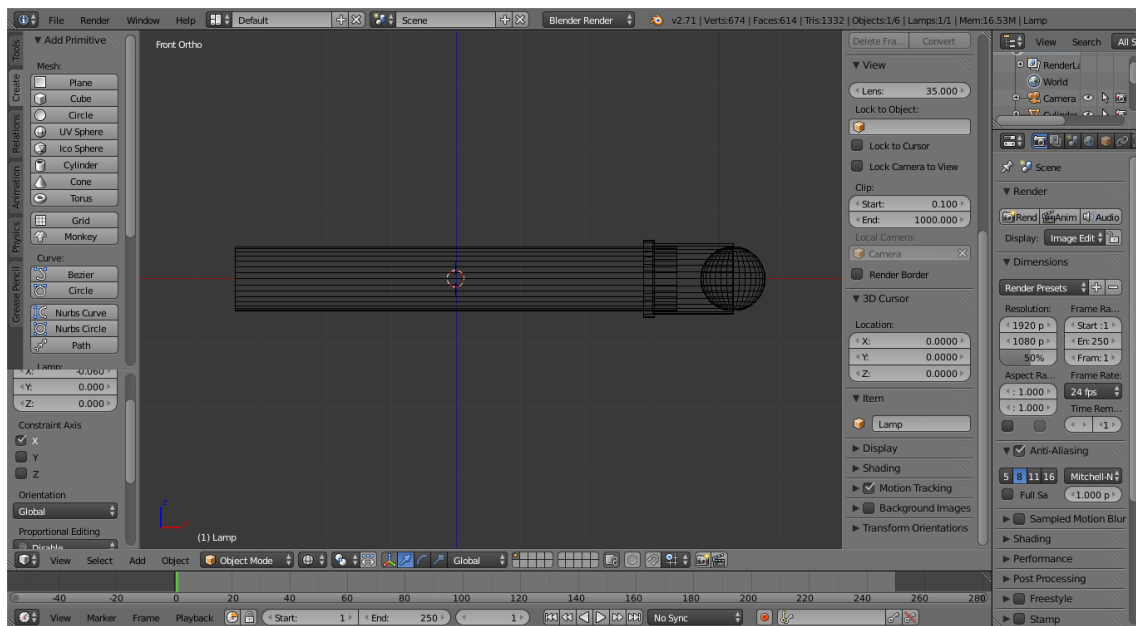 File Render Window Help Default Scene Blender Render v2.71 | Verts:674 | Faces:614 | Tris:1332 | Objects:1/6 | Lamps:1/1 | Mem:16.53M | Lamp
Tools
Create
Relations
Animation
Physics
Grease Pencil
Add Primitive
Mesh:
Plane
Cube
Circle
UV Sphere
Ico Sphere
Cylinder
Cone
Torus
Grid
Monkey
Curve:
Bezier
Circle
Nurbs Curve
Nurbs Circle
Path
Lamp:
X: -0.060
Y: 0.000
Z: 0.000
Constraint Axis
X
Y
Z
Orientation
Global
Proportional Editing
Disable
Front Ortho
z
(1) Lamp
Delete Fra... Convert
View
Lens: 35.000
Lock to Object:
Lock to Cursor
Lock Camera to View
Clip:
Start: 0.100
End: 1000.000
Local Camera:
Camera
Render Border
3D Cursor
Location:
X: 0.0000
Y: 0.0000
Z: 0.0000
Item
Lamp
Display
Shading
Motion Tracking
Background Images
Transform Orientations
View Search All S
RenderLa
World
Camera
Cylinder
Scene
Render
Rend Anim Audio
Display: Image Edit
Dimensions
Render Presets
Resolution: Frame Ra...
1920 p Start :1
1080 p En: 250
50% Fram: 1
Aspect Ra... Frame Rate:
: 1.000 24 fps
: 1.000 Time Rem...
1
Anti-Aliasing
5 8 11 16 Mitchell-N
Full Sa 1.000 p
Sampled Motion Blur
Shading
Performance
Post Processing
Freestyle
Stamp
View Select Add Object Object Mode Global
-40 -20 0 20 40 60 80 100 120 140 160 180 200 220 240 260 280
View Marker Frame Playback Start: 1 End: 250 1 No Sync